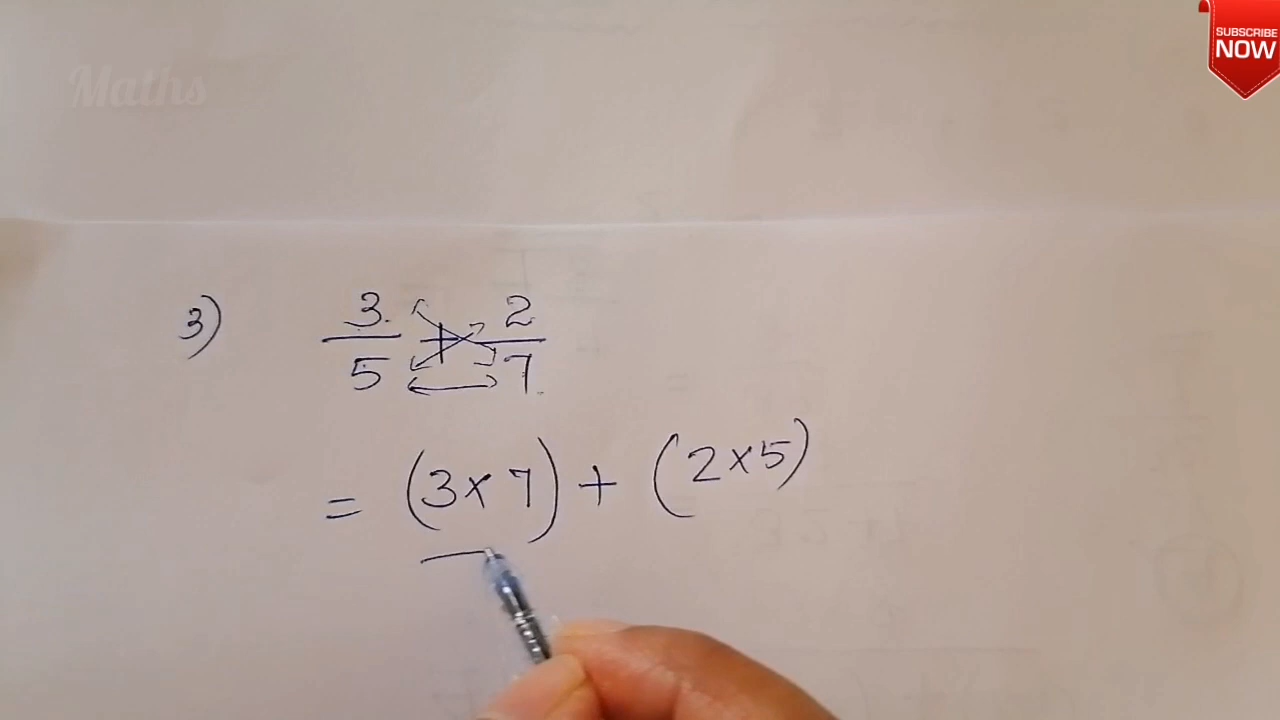 Maths
SUBSCRIBE
NOW
3) 3/5 + 2/7
= (3 × 7) + (2 × 5)